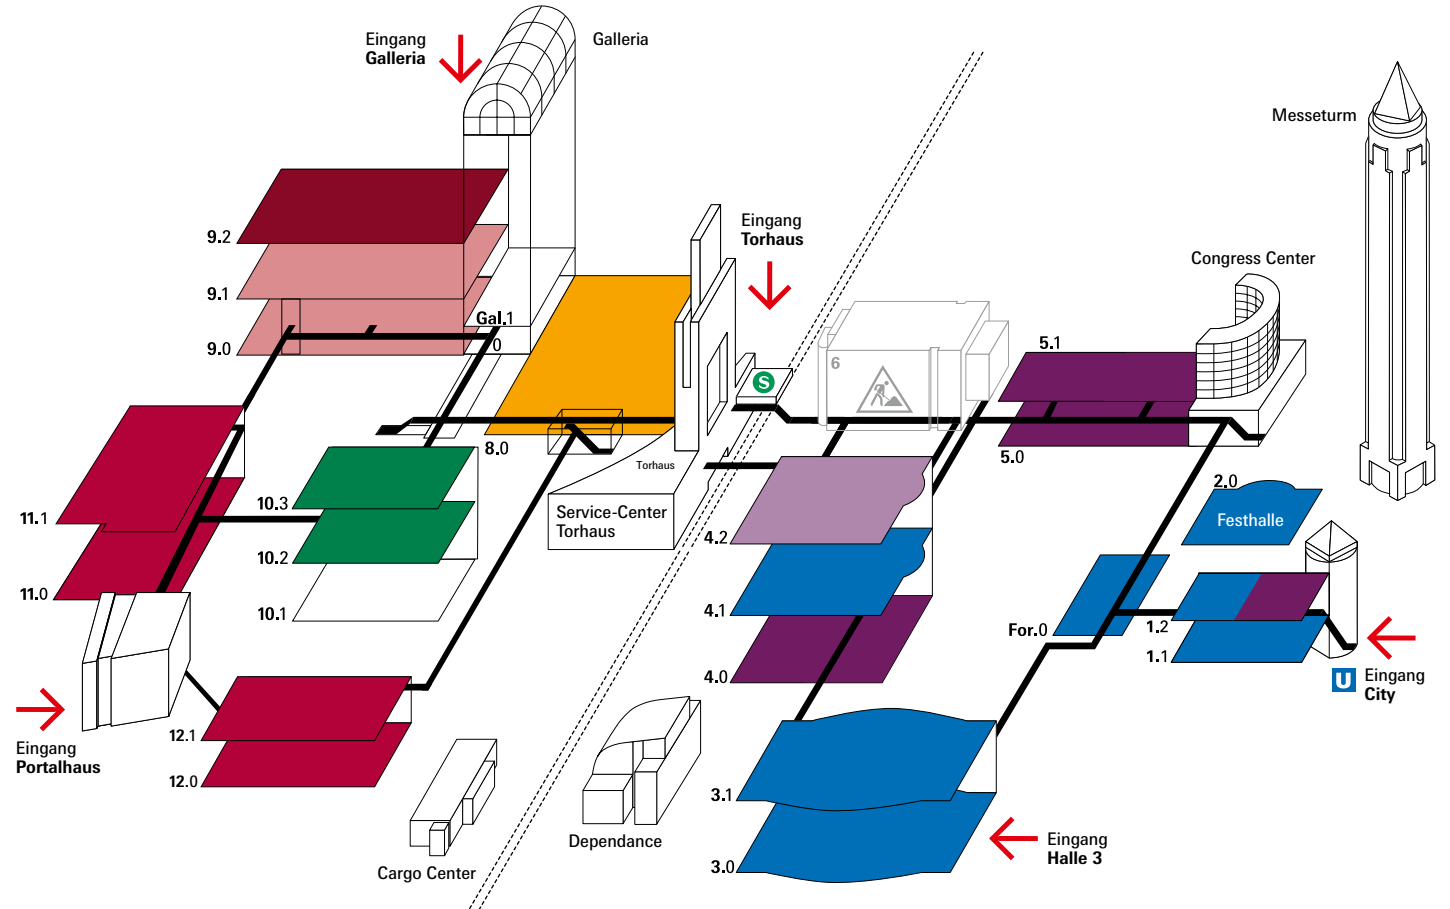 Eingang
Galleria
Galleria
Messeturm
Eingang
Torhaus
9.2
Congress Center
9.1
Gal.1
0
9.0
6
5.1
S
8.0
5.0
Torhaus
11.1
10.3
Service-Center
Torhaus
4.2
2.0
Festhalle
10.2
11.0
10.1
4.1
For.0
1.2
1.1
4.0
U
Eingang
City
Eingang
Portalhaus
12.1
12.0
3.1
Dependance
Eingang
Halle 3
3.0
Cargo Center